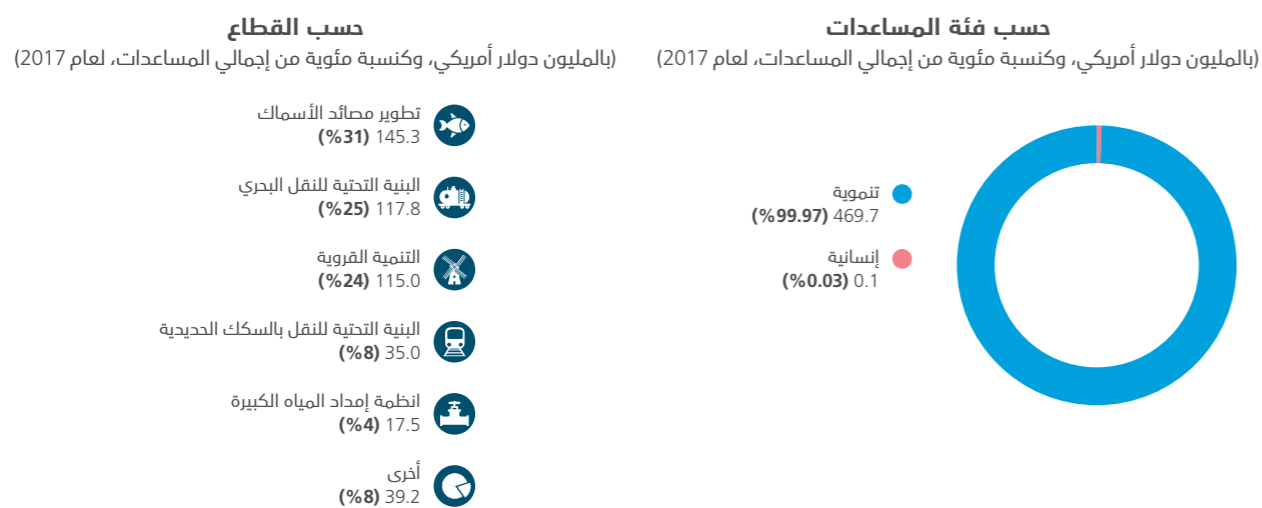 حسب فئة المساعدات
(بالمليون دولار أمريكي، وكنسبة مئوية من إجمالي المساعدات، لعام 2017)
تنموية
469.7 (%99.97)
إنسانية
0.1 (%0.03)
حسب القطاع
(بالمليون دولار أمريكي، وكنسبة مئوية من إجمالي المساعدات، لعام 2017)
تطوير مصائد الأسماك
145.3 (%31)
البنية التحتية للنقل البحري
117.8 (%25)
التنمية القروية
115.0 (%24)
البنية التحتية للنقل بالسكك الحديدية
35.0 (%8)
انظمة إمداد المياه الكبيرة
17.5 (%4)
أخرى
39.2 (%8)